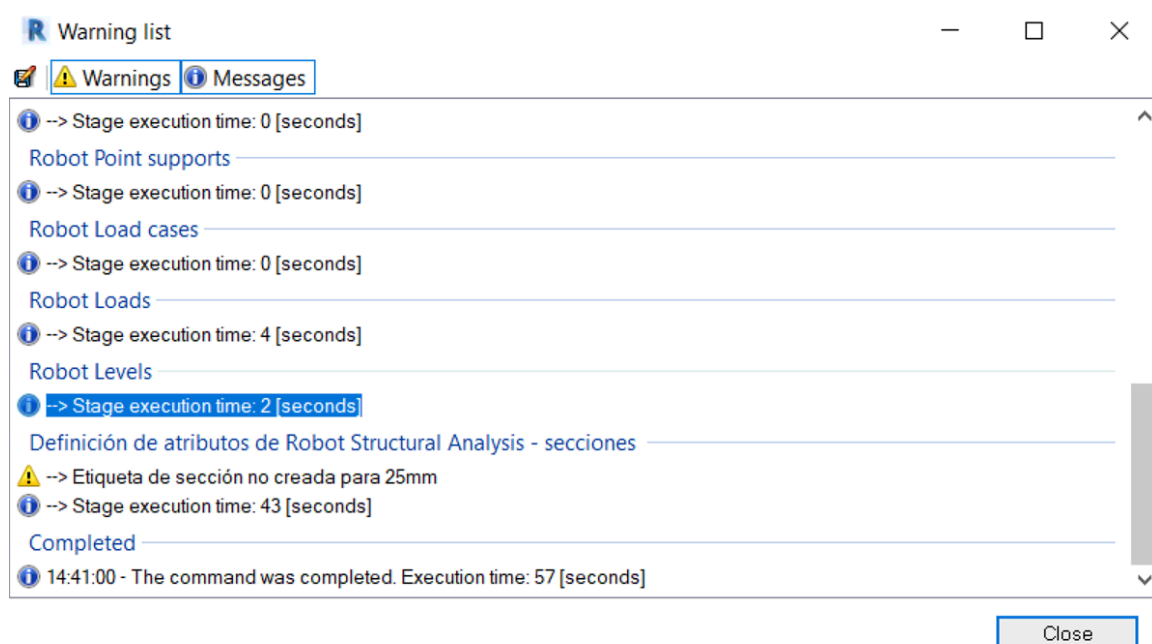 R Warning list
Warnings Messages
--> Stage execution time: 0 [seconds]
Robot Point supports
--> Stage execution time: 0 [seconds]
Robot Load cases
--> Stage execution time: 0 [seconds]
Robot Loads
--> Stage execution time: 4 [seconds]
Robot Levels
--> Stage execution time: 2 [seconds]
Definición de atributos de Robot Structural Analysis - secciones
--> Etiqueta de sección no creada para 25mm
--> Stage execution time: 43 [seconds]
Completed
14:41:00 - The command was completed. Execution time: 57 [seconds]
Close